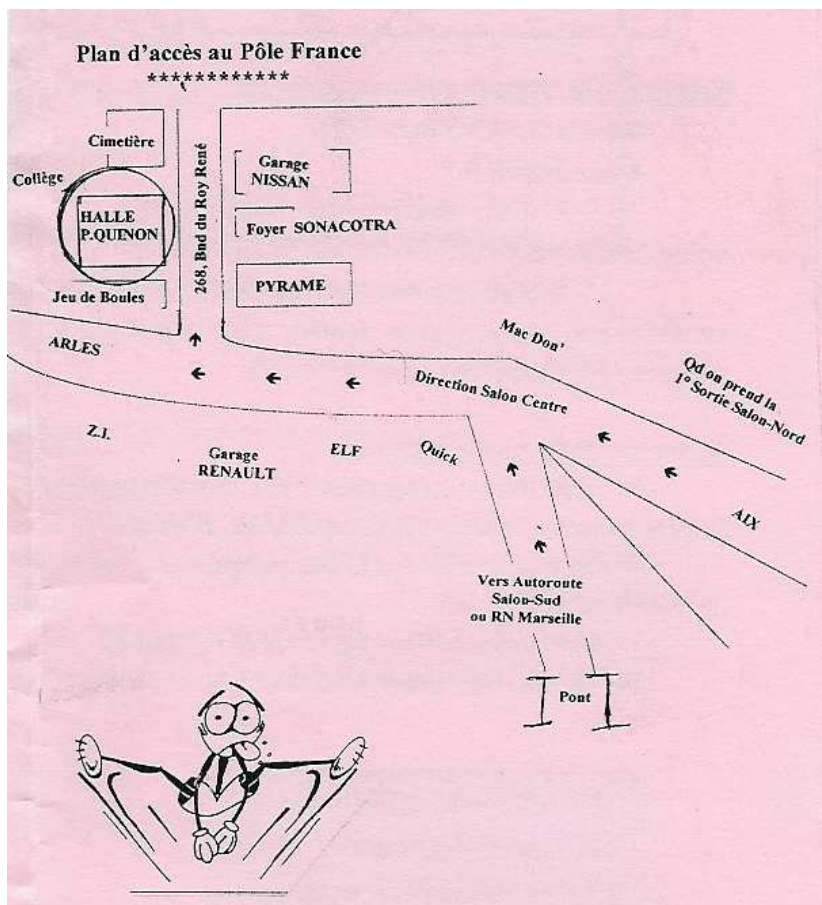 Plan d'accès au Pôle France
************
Cimetière
Collège
HALLE
P.QUINON
Jeu de Boules
268, Bnd du Roy René
Garage
NISSAN
Foyer SONACOTRA
PYRAME
ARLES
Mac Don'
Direction Salon Centre
Qd on prend la
1° Sortie Salon-Nord
Z.I.
Garage
RENAULT
ELF
Quick
AIX
Vers Autoroute
Salon-Sud
ou RN Marseille
Pont